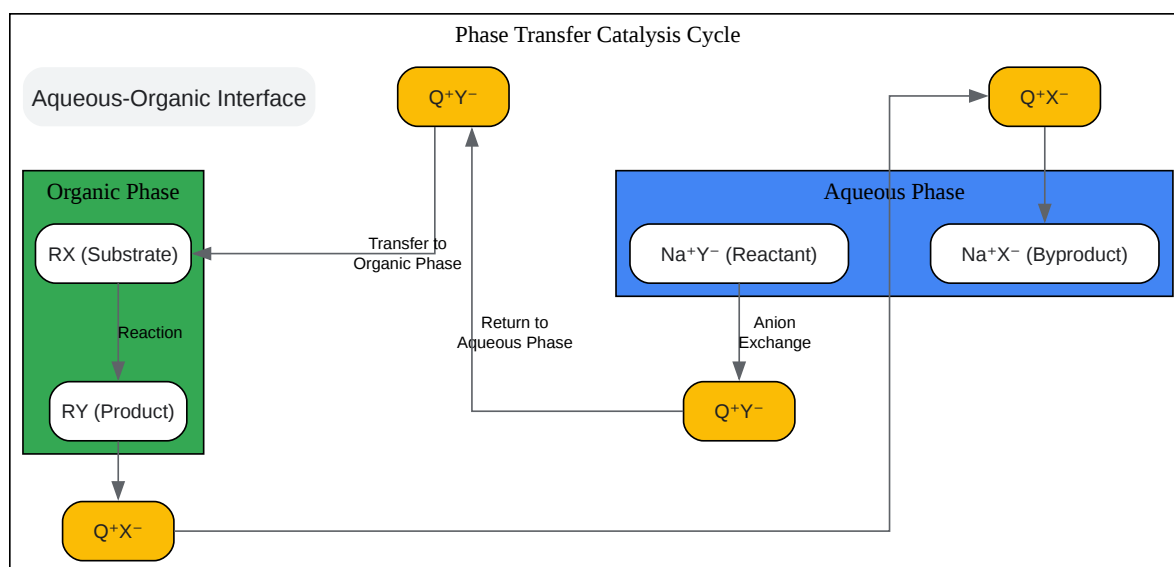 Phase Transfer Catalysis Cycle
Aqueous-Organic Interface
Q⁺Y⁻
Q⁺X⁻
Organic Phase
Aqueous Phase
RX (Substrate)
Transfer to
Organic Phase
Na⁺Y⁻ (Reactant)
Na⁺X⁻ (Byproduct)
Reaction
Return to
Aqueous Phase
Anion
Exchange
RY (Product)
Q⁺Y⁻
Q⁺X⁻